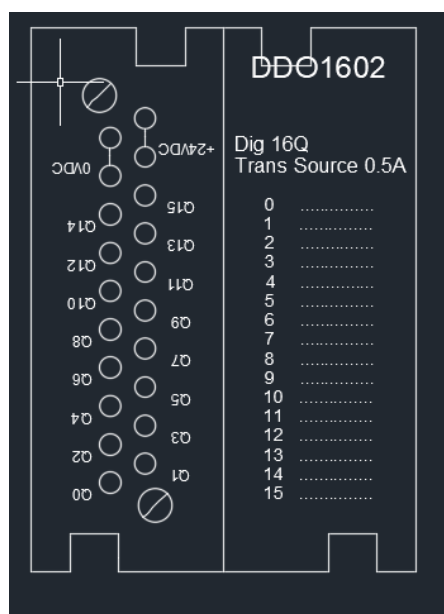 DDO1602
Dig 16Q
Trans Source 0.5A
+24VDC
0VDC
Q15
Q14
Q13
Q12
Q11
Q10
Q9
Q8
Q7
Q6
Q5
Q4
Q3
Q2
Q1
Q0
0 ...............
1 ...............
2 ...............
3 ...............
4 ...............
5 ...............
6 ...............
7 ...............
8 ...............
9 ...............
10 ...............
11 ...............
12 ...............
13 ...............
14 ...............
15 ...............